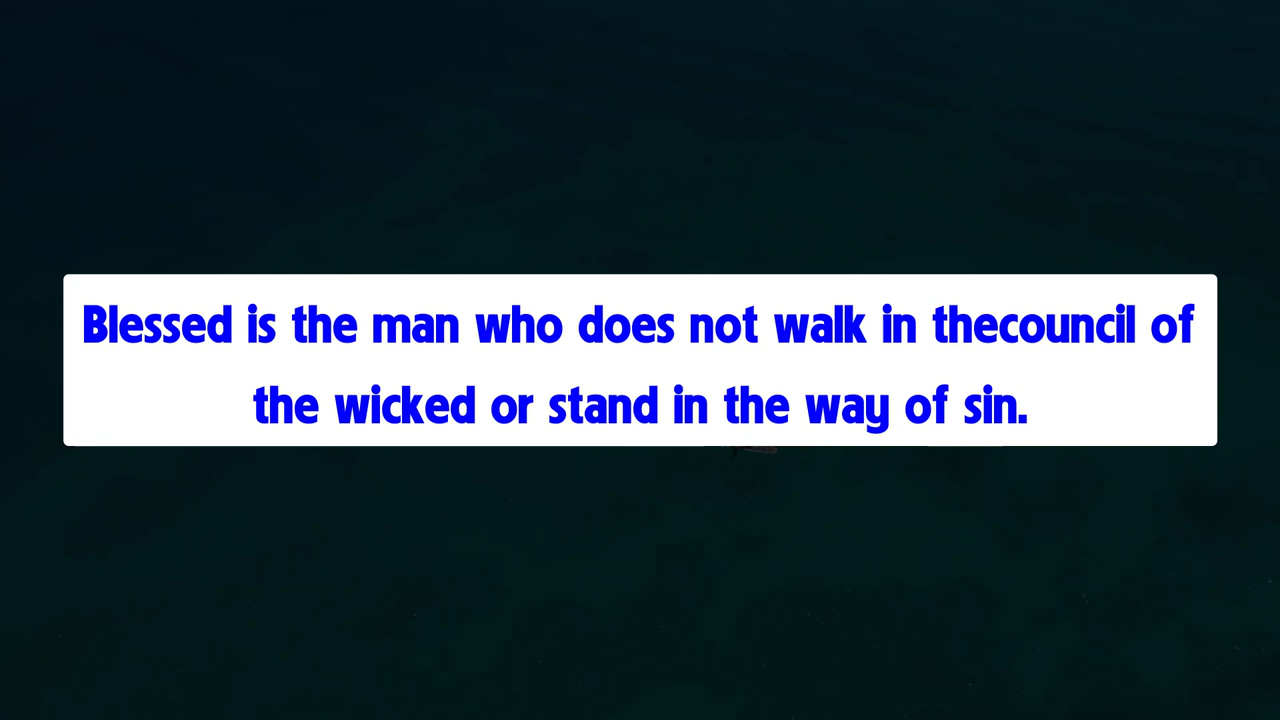 Blessed is the man who does not walk in thecouncil of
the wicked or stand in the way of sin.